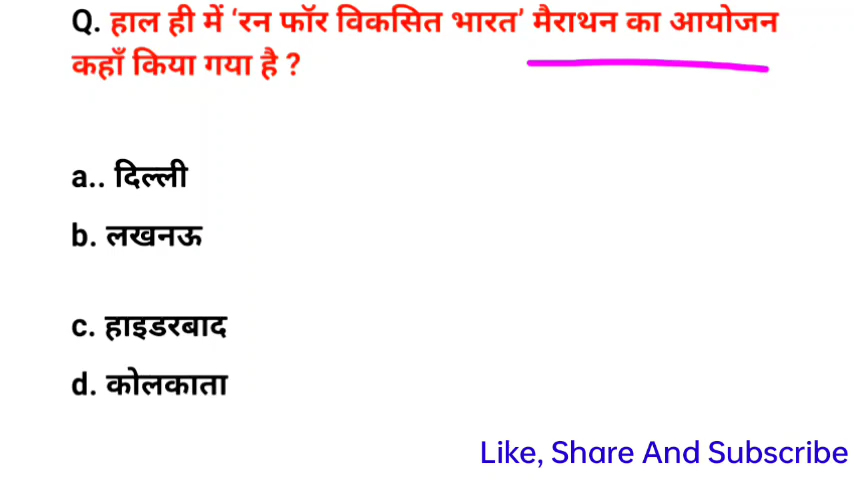 Q. हाल ही में ‘रन फॉर विकसित भारत’ मैराथन का आयोजन
कहाँ किया गया है ?
a.. दिल्ली
b. लखनऊ
c. हाइडरबाद
d. कोलकाता
Like, Share And Subscribe